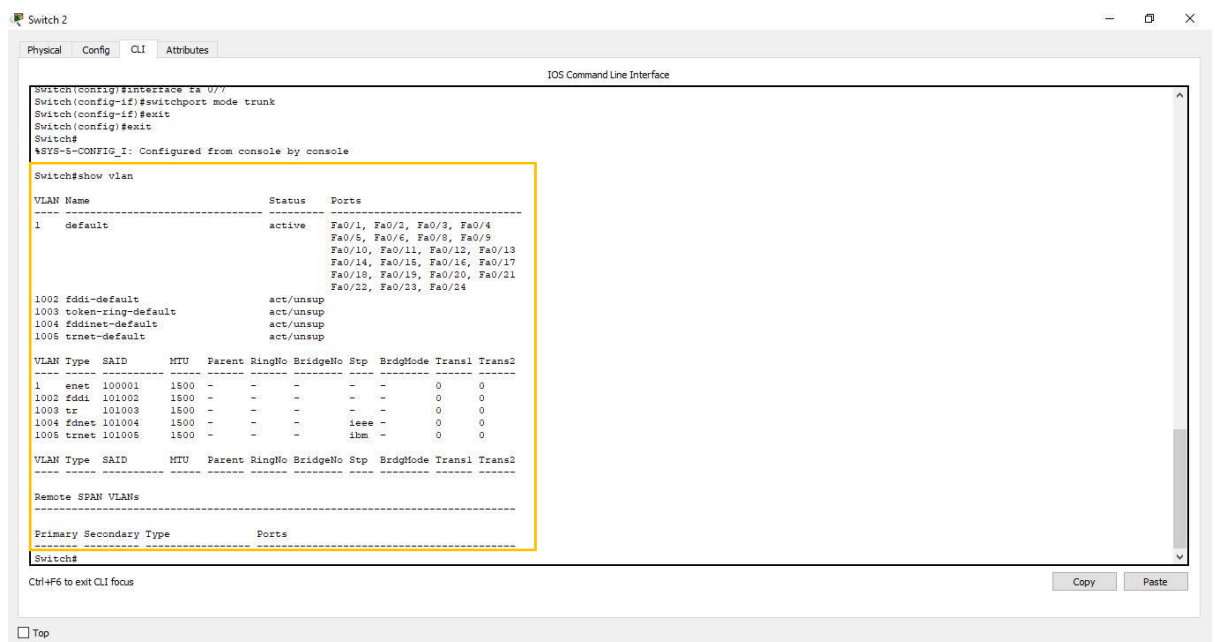 Switch 2
Physical Config CLI Attributes
IOS Command Line Interface
Switch(config)#interface fa 0/7
Switch(config-if)#switchport mode trunk
Switch(config-if)#exit
Switch(config)#exit
Switch#
%SYS-5-CONFIG_I: Configured from console by console
Switch#show vlan
VLAN Name                             Status    Ports
---- -------------------------------- --------- -------------------------------
1    default                          active    Fa0/1, Fa0/2, Fa0/3, Fa0/4
                                                Fa0/5, Fa0/6, Fa0/8, Fa0/9
                                                Fa0/10, Fa0/11, Fa0/12, Fa0/13
                                                Fa0/14, Fa0/15, Fa0/16, Fa0/17
                                                Fa0/18, Fa0/19, Fa0/20, Fa0/21
                                                Fa0/22, Fa0/23, Fa0/24
1002 fddi-default                     act/unsup
1003 token-ring-default               act/unsup
1004 fddinet-default                  act/unsup
1005 trnet-default                    act/unsup
VLAN Type  SAID       MTU   Parent RingNo BridgeNo Stp  BrdgMode Trans1 Trans2
---- ----- ---------- ----- ------ ------ -------- ---- -------- ------ ------
1    enet  100001     1500  -      -      -        -    -        0      0
1002 fddi  101002     1500  -      -      -        -    -        0      0
1003 tr    101003     1500  -      -      -        -    -        0      0
1004 fdnet 101004     1500  -      -      -        ieee -        0      0
1005 trnet 101005     1500  -      -      -        ibm  -        0      0
VLAN Type  SAID       MTU   Parent RingNo BridgeNo Stp  BrdgMode Trans1 Trans2
---- ----- ---------- ----- ------ ------ -------- ---- -------- ------ ------
Remote SPAN VLANs
------------------------------------------------------------------------------
Primary Secondary Type              Ports
------- --------- ----------------- ------------------------------------------
Switch#
Ctrl+F6 to exit CLI focus
Copy Paste
Top